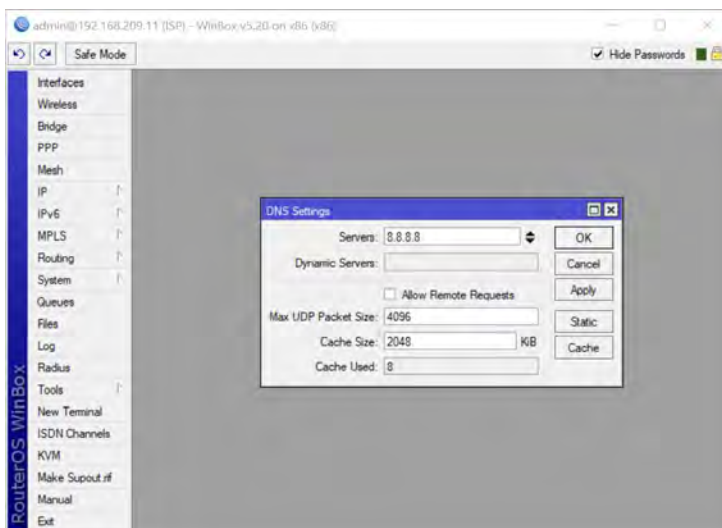 admin@192.168.209.11 (ISP) - WinBox v5.20 on x86 (x86)
Safe Mode
Hide Passwords
Interfaces
Wireless
Bridge
PPP
Mesh
IP
IPv6
MPLS
Routing
System
Queues
Files
Log
Radius
Tools
New Terminal
ISDN Channels
KVM
Make Supout.rif
Manual
Exit
RouterOS WinBox
DNS Settings
Servers: 8.8.8.8
Dynamic Servers:
Allow Remote Requests
Max UDP Packet Size: 4096
Cache Size: 2048 KiB
Cache Used: 8
OK
Cancel
Apply
Static
Cache